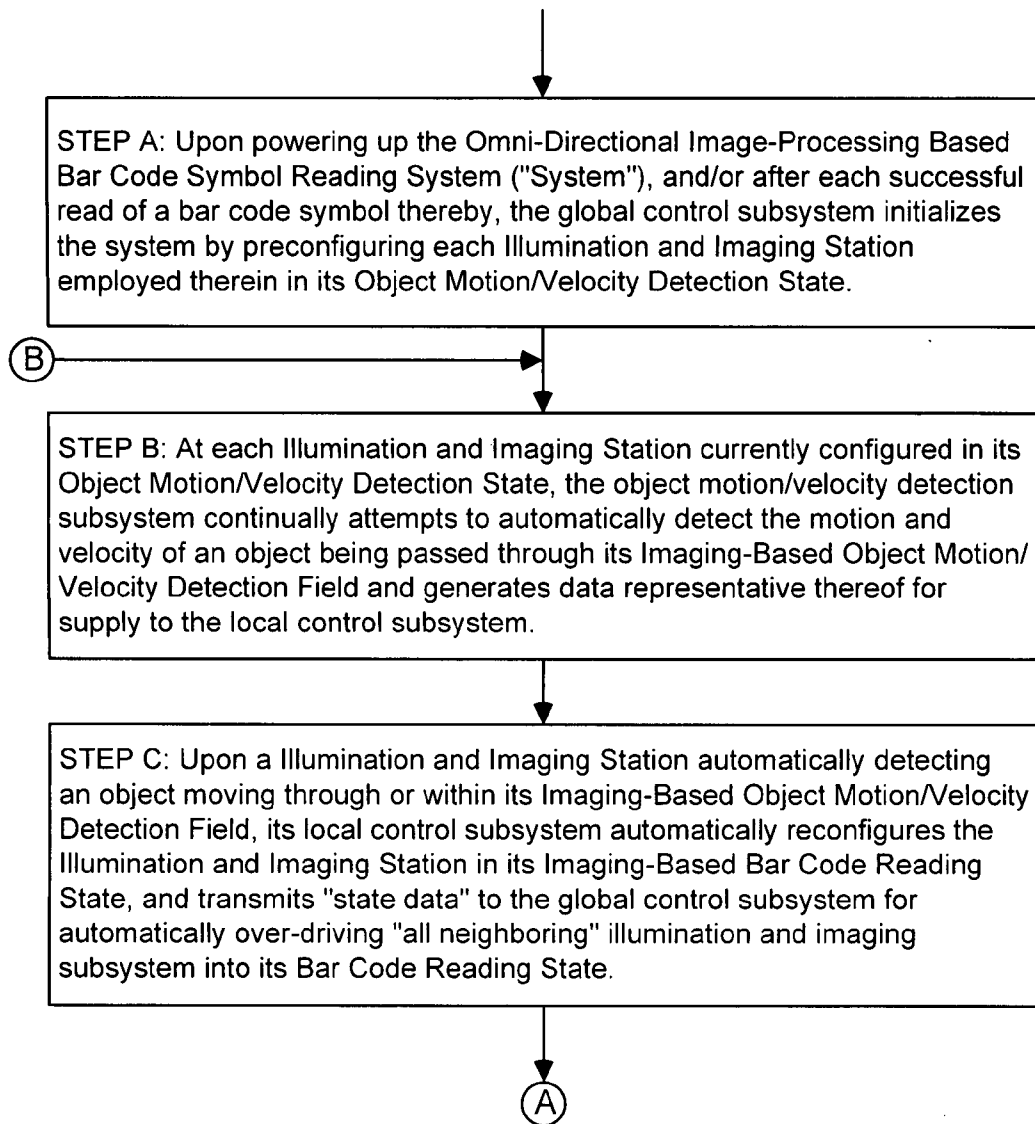 STEP A: Upon powering up the Omni-Directional Image-Processing Based
Bar Code Symbol Reading System ("System"), and/or after each successful
read of a bar code symbol thereby, the global control subsystem initializes
the system by preconfiguring each Illumination and Imaging Station
employed therein in its Object Motion/Velocity Detection State.
B
STEP B: At each Illumination and Imaging Station currently configured in its
Object Motion/Velocity Detection State, the object motion/velocity detection
subsystem continually attempts to automatically detect the motion and
velocity of an object being passed through its Imaging-Based Object Motion/
Velocity Detection Field and generates data representative thereof for
supply to the local control subsystem.
STEP C: Upon a Illumination and Imaging Station automatically detecting
an object moving through or within its Imaging-Based Object Motion/Velocity
Detection Field, its local control subsystem automatically reconfigures the
Illumination and Imaging Station in its Imaging-Based Bar Code Reading
State, and transmits "state data" to the global control subsystem for
automatically over-driving "all neighboring" illumination and imaging
subsystem into its Bar Code Reading State.
A